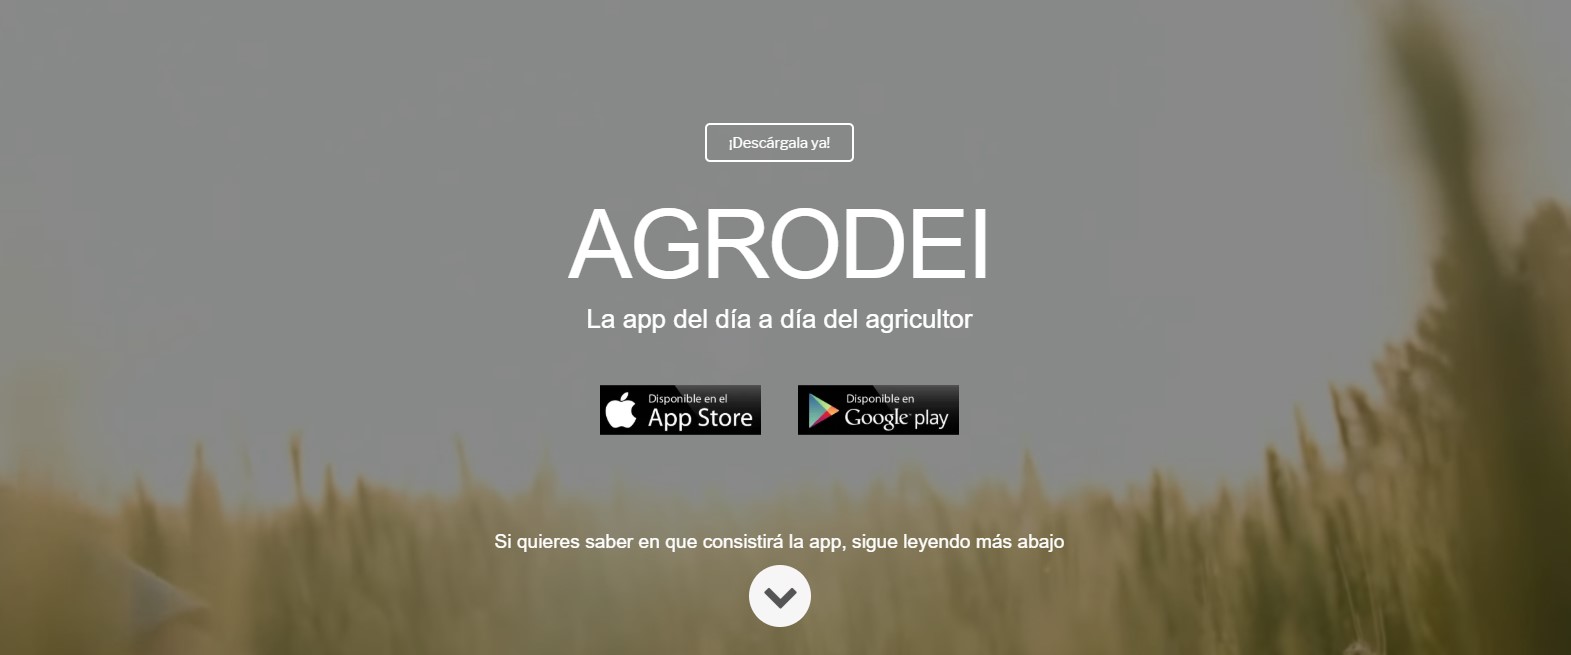 ¡Descárgala ya!
AGRODEI
La app del día a día del agricultor
Disponible en el
App Store
Disponible en
Google play
Si quieres saber en que consistirá la app, sigue leyendo más abajo